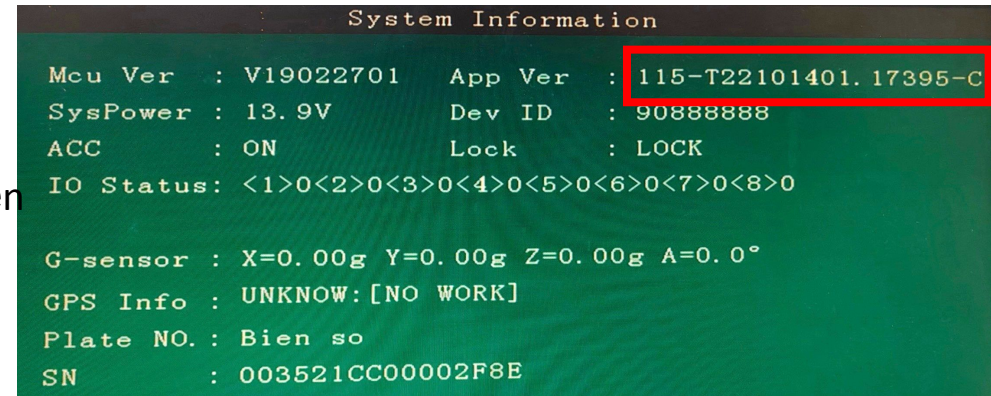 System Information
Mcu Ver : V19022701 App Ver : 115-T22101401.17395-C
SysPower : 13.9V Dev ID : 90888888
ACC : ON Lock : LOCK
IO Status: <1>0<2>0<3>0<4>0<5>0<6>0<7>0<8>0
en
G-sensor : X=0.00g Y=0.00g Z=0.00g A=0.0°
GPS Info : UNKNOW:[NO WORK]
Plate NO. : Bien so
SN : 003521CC00002F8E